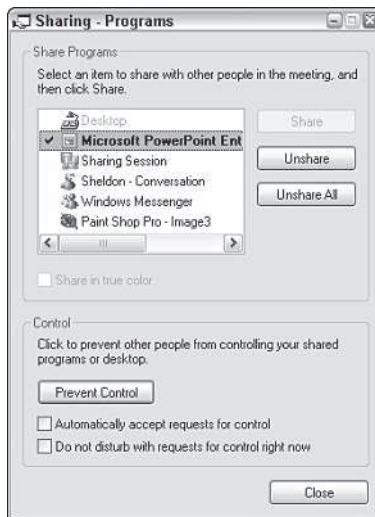 Sharing - Programs
Share Programs
Select an item to share with other people in the meeting, and
then click Share.
Desktop
Microsoft PowerPoint Ent
Sharing Session
Sheldon - Conversation
Windows Messenger
Paint Shop Pro - Image3
Share
Unshare
Unshare All
Share in true color
Control
Click to prevent other people from controlling your shared
programs or desktop.
Prevent Control
Automatically accept requests for control
Do not disturb with requests for control right now
Close